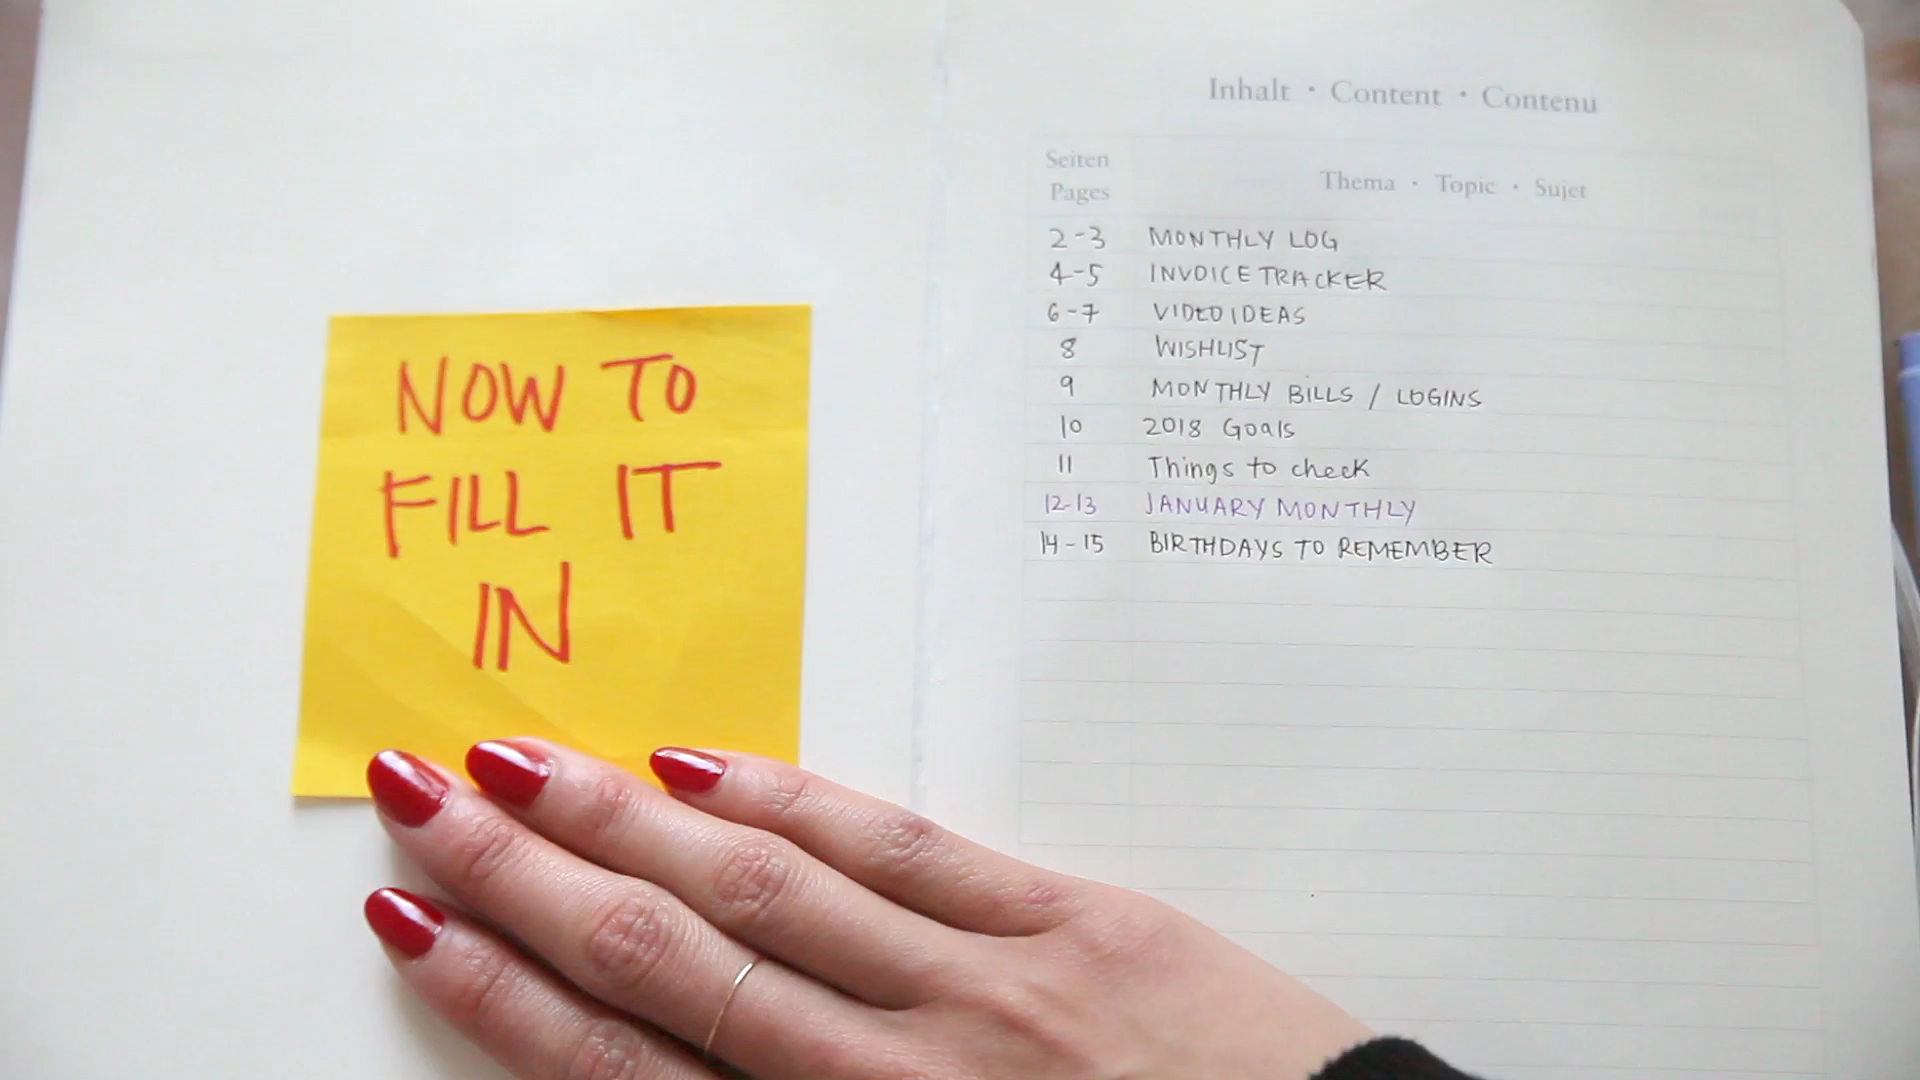 NOW TO
FILL IT
IN
Inhalt · Content · Contenu
Seiten
Pages
Thema · Topic · Sujet
2-3 MONTHLY LOG
4-5 INVOICE TRACKER
6-7 VIDEO IDEAS
8 WISHLIST
9 MONTHLY BILLS / LOGINS
10 2018 Goals
11 Things to check
12-13 JANUARY MONTHLY
14-15 BIRTHDAYS TO REMEMBER